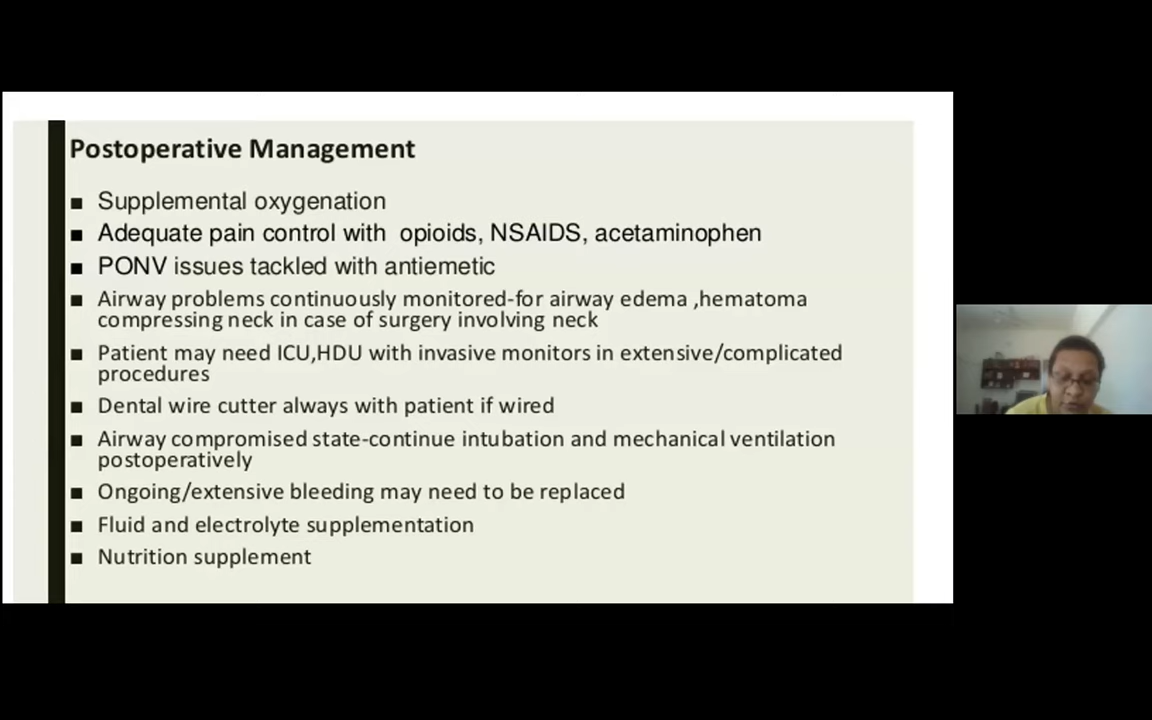 Postoperative Management
■ Supplemental oxygenation
■ Adequate pain control with opioids, NSAIDS, acetaminophen
■ PONV issues tackled with antiemetic
■ Airway problems continuously monitored-for airway edema ,hematoma
compressing neck in case of surgery involving neck
■ Patient may need ICU,HDU with invasive monitors in extensive/complicated
procedures
■ Dental wire cutter always with patient if wired
■ Airway compromised state-continue intubation and mechanical ventilation
postoperatively
■ Ongoing/extensive bleeding may need to be replaced
■ Fluid and electrolyte supplementation
■ Nutrition supplement